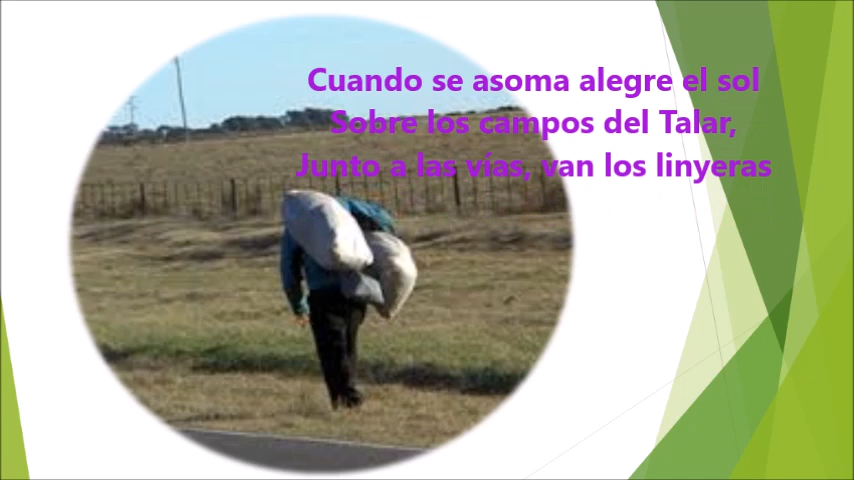 Cuando se asoma alegre el sol
Sobre los campos del Talar,
Junto a las vías, van los linyeras